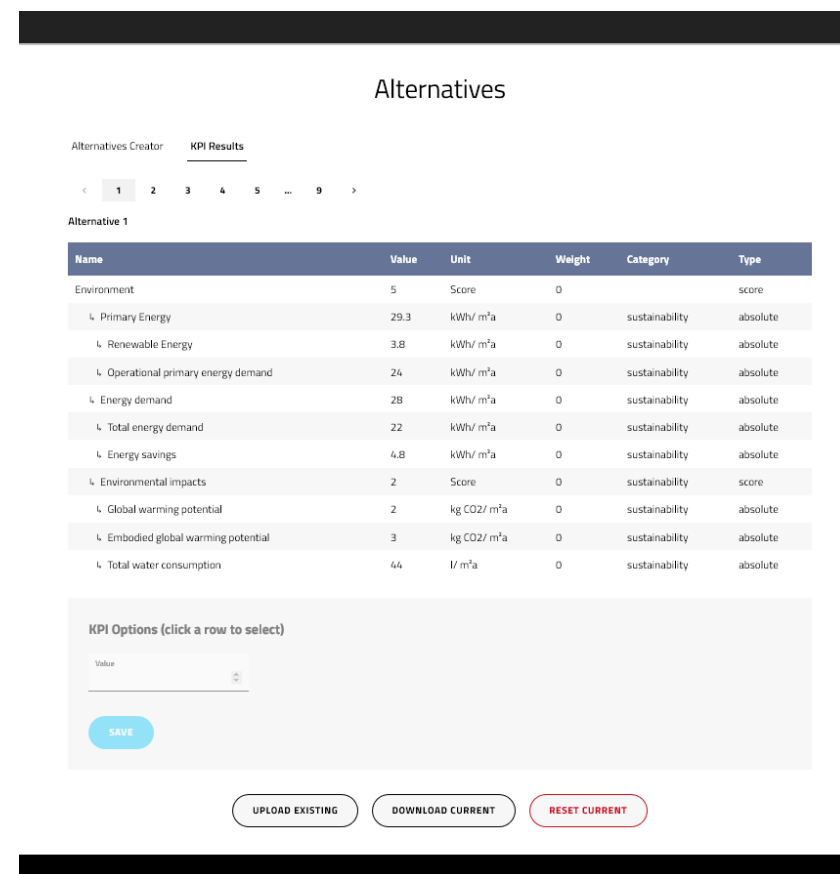 Alternatives
Alternatives Creator KPI Results
< 1 2 3 4 5 ... 9 >
Alternative 1
Name Value Unit Weight Category Type
Environment 5 Score 0 score
↳ Primary Energy 29.3 kWh/ m²a 0 sustainability absolute
↳ Renewable Energy 3.8 kWh/ m²a 0 sustainability absolute
↳ Operational primary energy demand 24 kWh/ m²a 0 sustainability absolute
↳ Energy demand 28 kWh/ m²a 0 sustainability absolute
↳ Total energy demand 22 kWh/ m²a 0 sustainability absolute
↳ Energy savings 4.8 kWh/ m²a 0 sustainability absolute
↳ Environmental impacts 2 Score 0 sustainability score
↳ Global warming potential 2 kg CO2/ m²a 0 sustainability absolute
↳ Embodied global warming potential 3 kg CO2/ m²a 0 sustainability absolute
↳ Total water consumption 44 l/ m²a 0 sustainability absolute
KPI Options (click a row to select)
Value
SAVE
UPLOAD EXISTING DOWNLOAD CURRENT RESET CURRENT